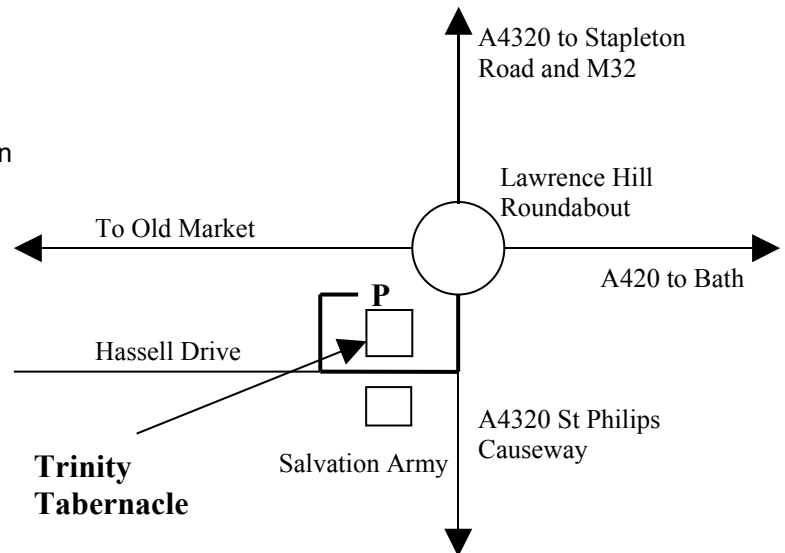 A4320 to Stapleton
Road and M32
n
Lawrence Hill
Roundabout
To Old Market
A420 to Bath
P
Hassell Drive
A4320 St Philips
Causeway
Salvation Army
Trinity
Tabernacle